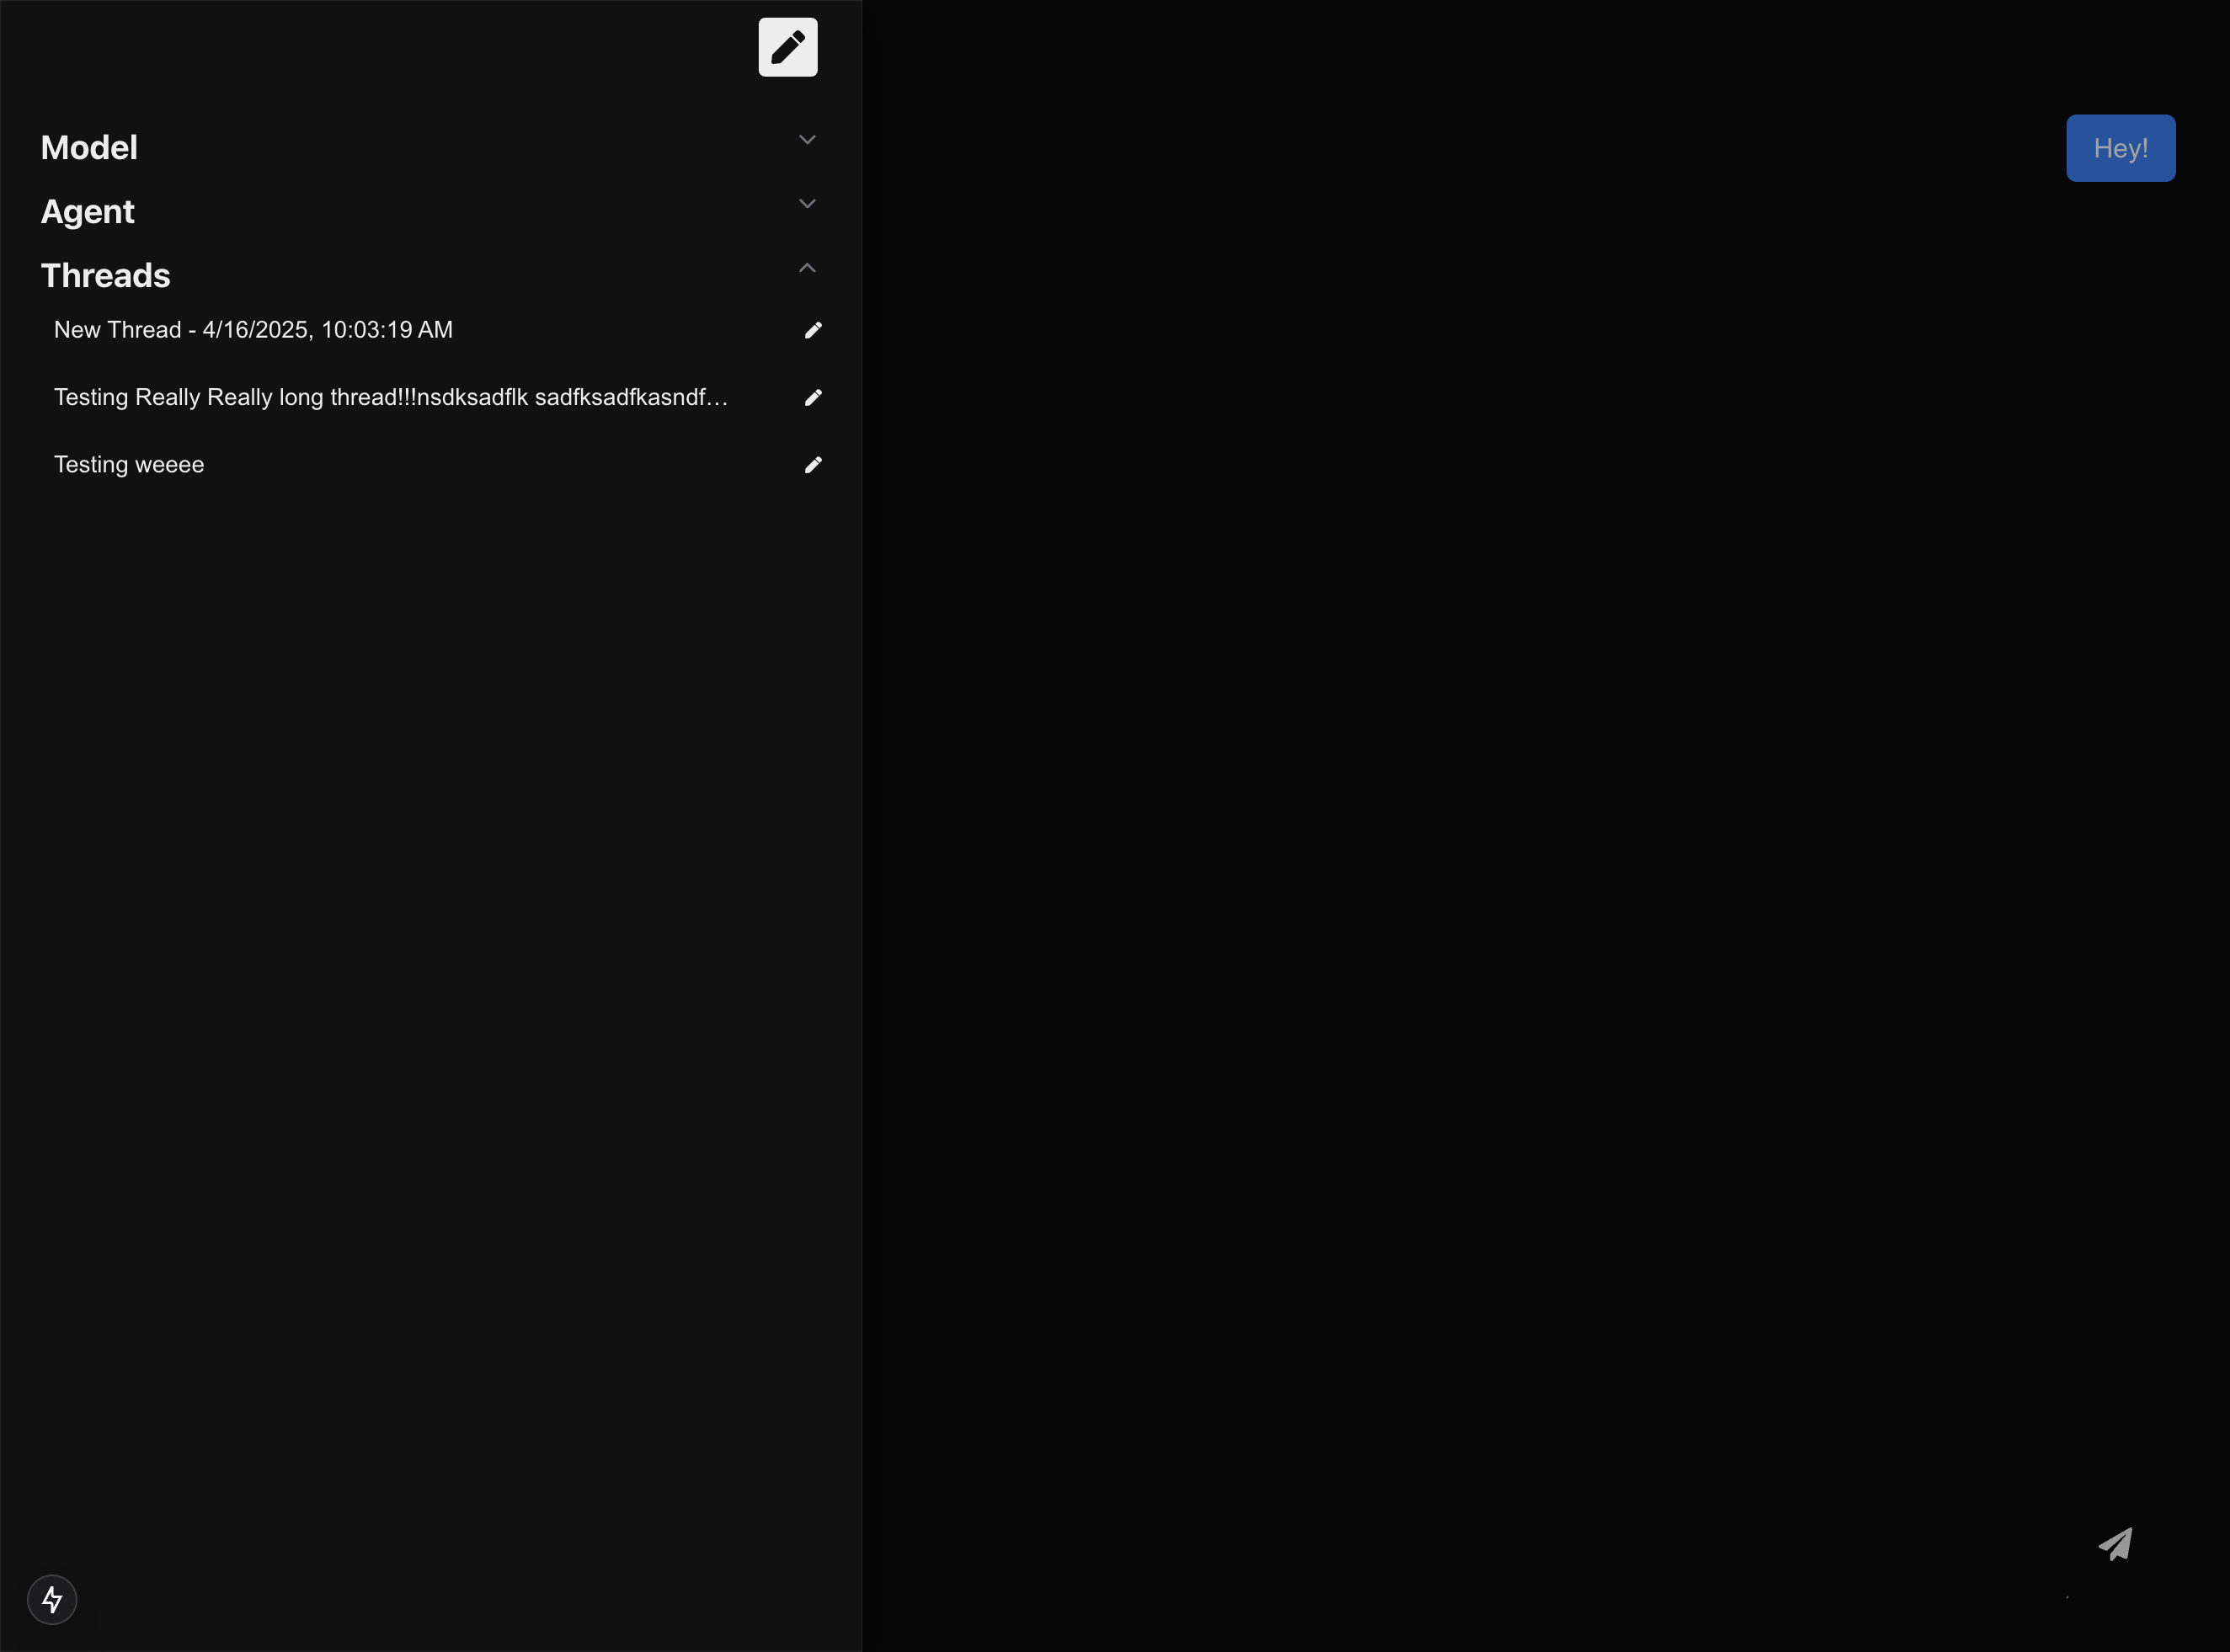 Model
Agent
Threads
New Thread - 4/16/2025, 10:03:19 AM
Testing Really Really long thread!!!nsdksadflk sadfksadfkasndf…
Testing weeee
Hey!